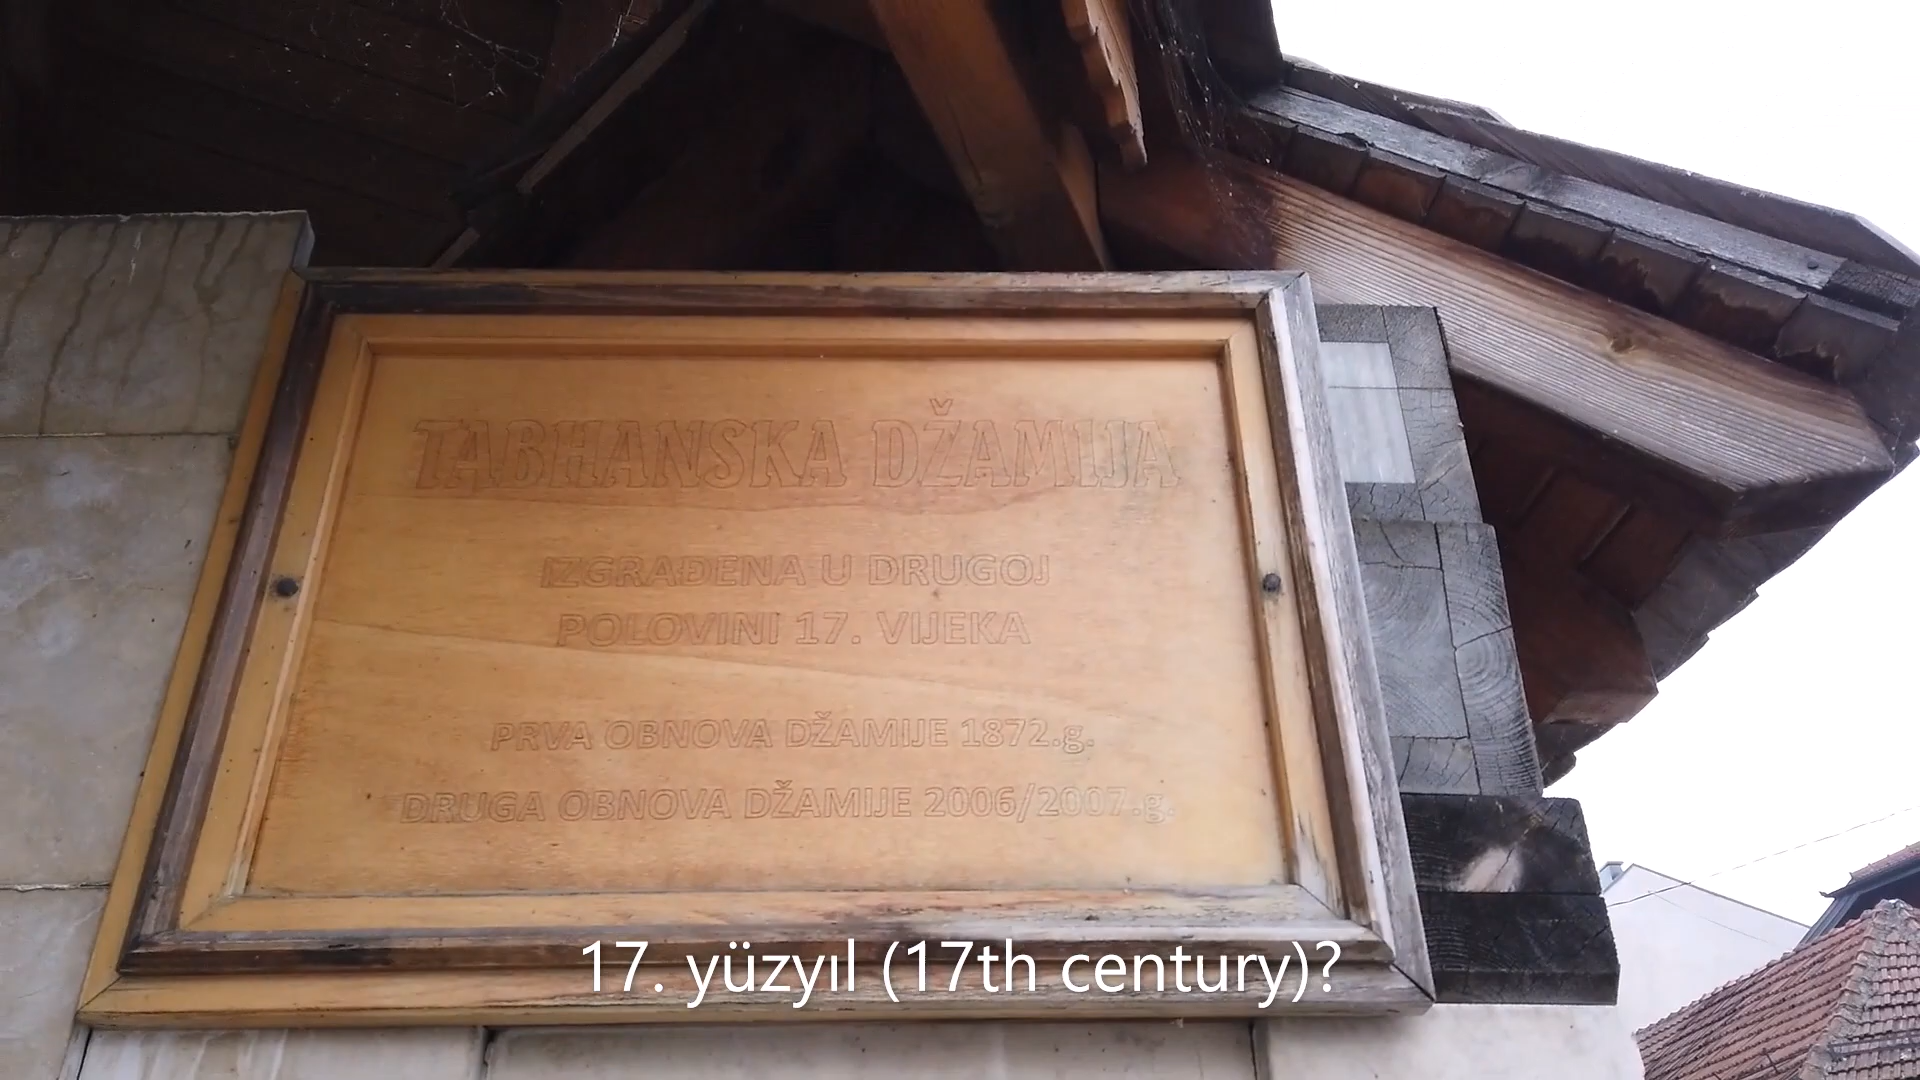 TABHANSKA DŽAMIJA
IZGRAĐENA U DRUGOJ
POLOVINI 17. VIJEKA
PRVA OBNOVA DŽAMIJE 1872.g.
DRUGA OBNOVA DŽAMIJE 2006/2007.g.
17. yüzyıl (17th century)?